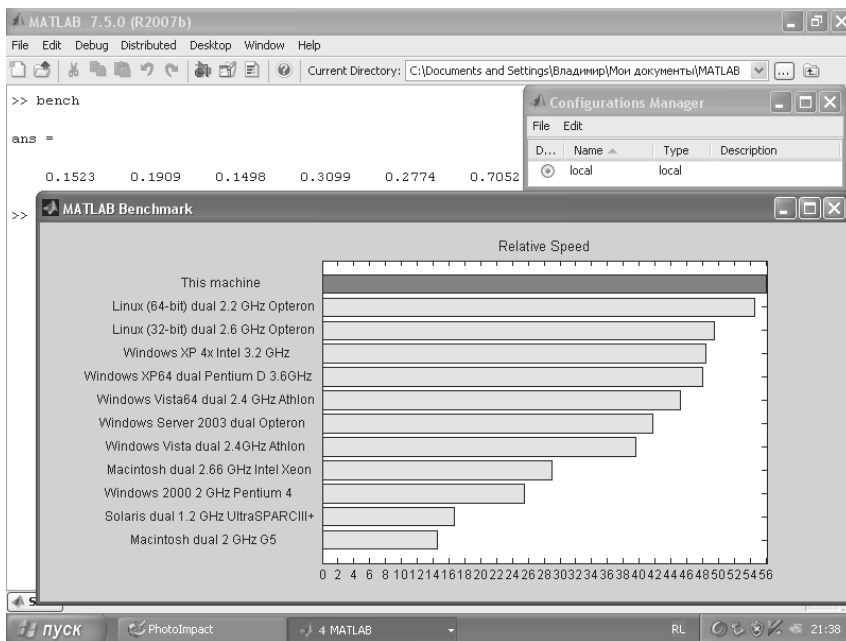 MATLAB 7.5.0 (R2007b)
File Edit Debug Distributed Desktop Window Help
Current Directory: C:\Documents and Settings\Владимир\Мои документы\MATLAB
>> bench
ans =
0.1523 0.1909 0.1498 0.3099 0.2774 0.7052
>>
Configurations Manager
File Edit
D... Name Type Description
local local
MATLAB Benchmark
Relative Speed
This machine
Linux (64-bit) dual 2.2 GHz Opteron
Linux (32-bit) dual 2.6 GHz Opteron
Windows XP 4x Intel 3.2 GHz
Windows XP64 dual Pentium D 3.6GHz
Windows Vista64 dual 2.4 GHz Athlon
Windows Server 2003 dual Opteron
Windows Vista dual 2.4GHz Athlon
Macintosh dual 2.66 GHz Intel Xeon
Windows 2000 2 GHz Pentium 4
Solaris dual 1.2 GHz UltraSPARCIII+
Macintosh dual 2 GHz G5
0 2 4 6 8 10 12 14 16 18 20 22 24 26 28 30 32 34 36 38 40 42 44 46 48 50 52 54 56
пуск PhotoImpact 4 MATLAB RL 21:38